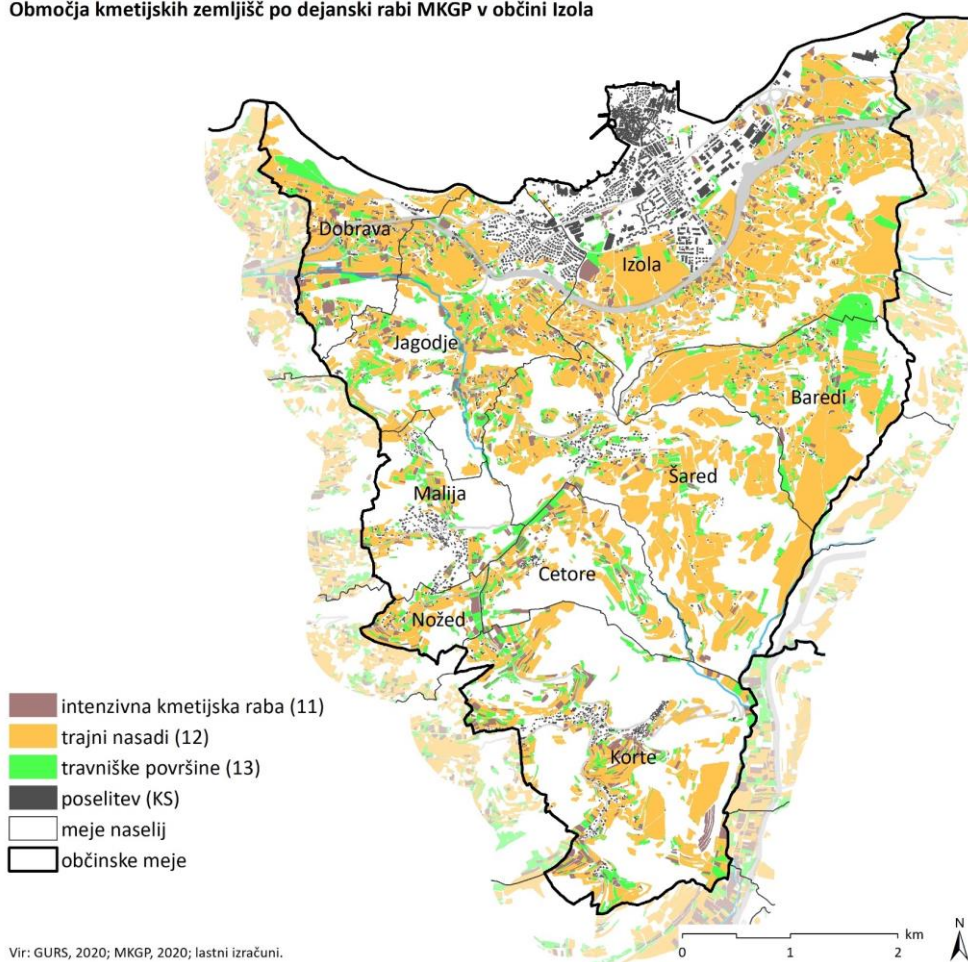 Območja kmetijskih zemljišč po dejanski rabi MKGP v občini Izola
Dobrava
Izola
Jagodje
Baredi
Šared
Malija
Cetore
Nožed
Korte
intenzivna kmetijska raba (11)
trajni nasadi (12)
travniške površine (13)
poselitev (KS)
meje naselij
občinske meje
Vir: GURS, 2020; MKGP, 2020; lastni izračuni.
km
0 1 2
N